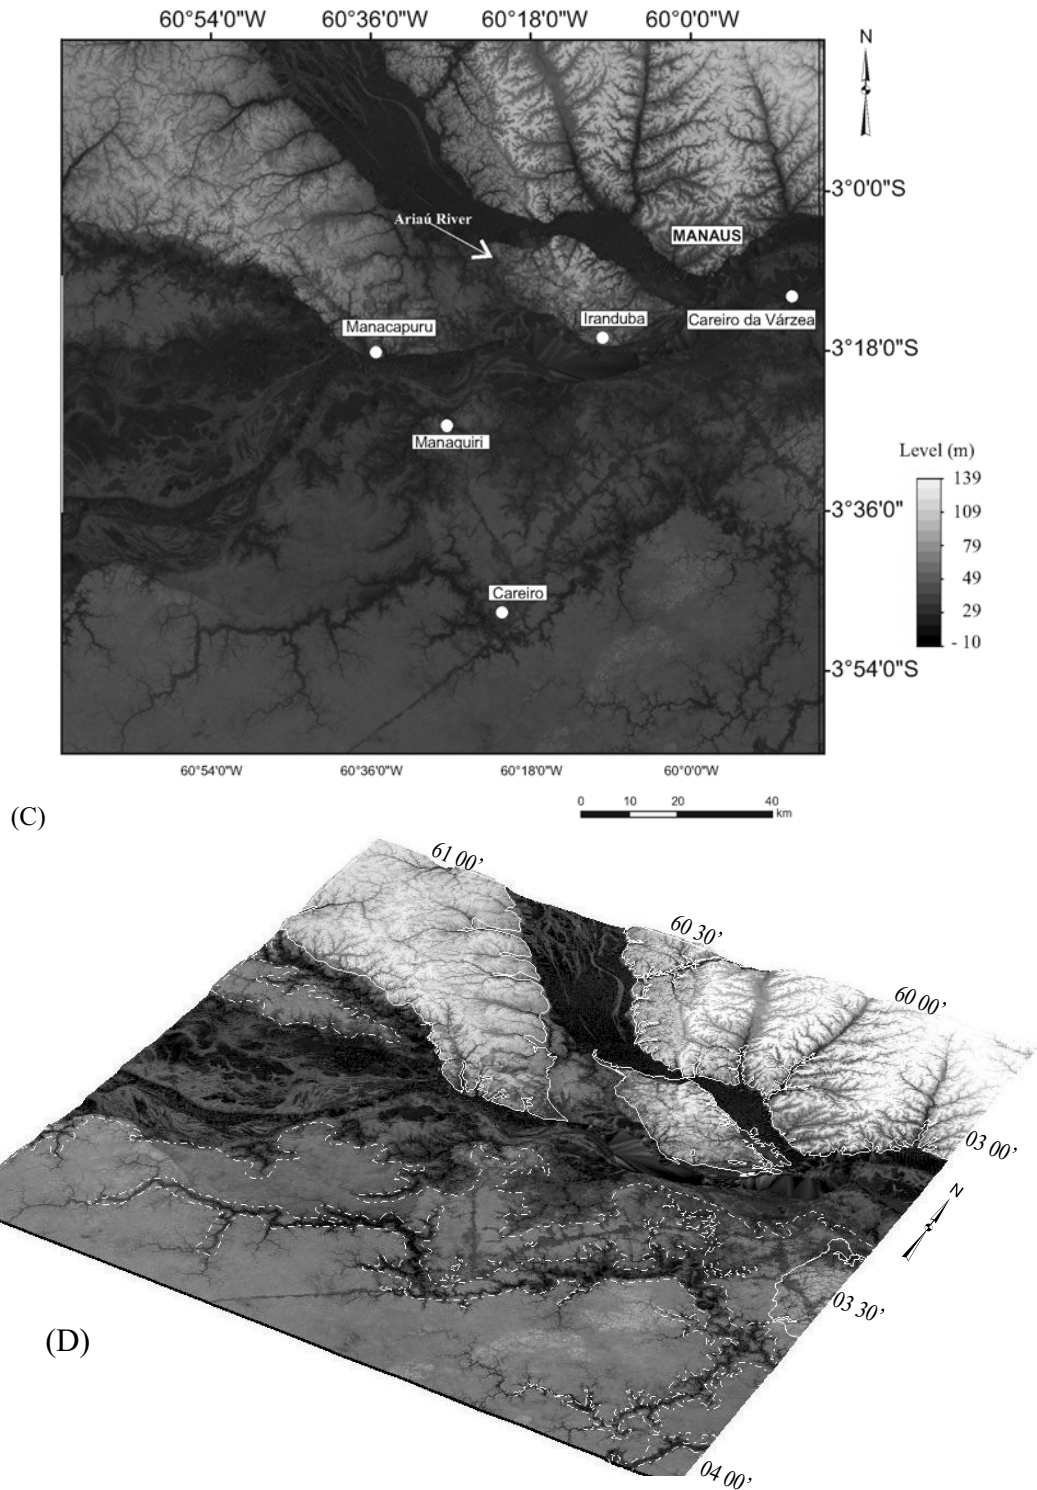 60°54'0"W 60°36'0"W 60°18'0"W 60°0'0"W
N
3°0'0"S
Ariaú River
MANAUS
Iranduba
Careiro da Várzea
Manacapuru
3°18'0"S
Manaquiri
Level (m)
139
109
79
49
29
- 10
3°36'0"
Careiro
3°54'0"S
60°54'0"W 60°36'0"W 60°18'0"W 60°0'0"W
0 10 20 40
km
(C)
61 00’
60 30’
60 00’
03 00’
N
03 30’
(D)
04 00’